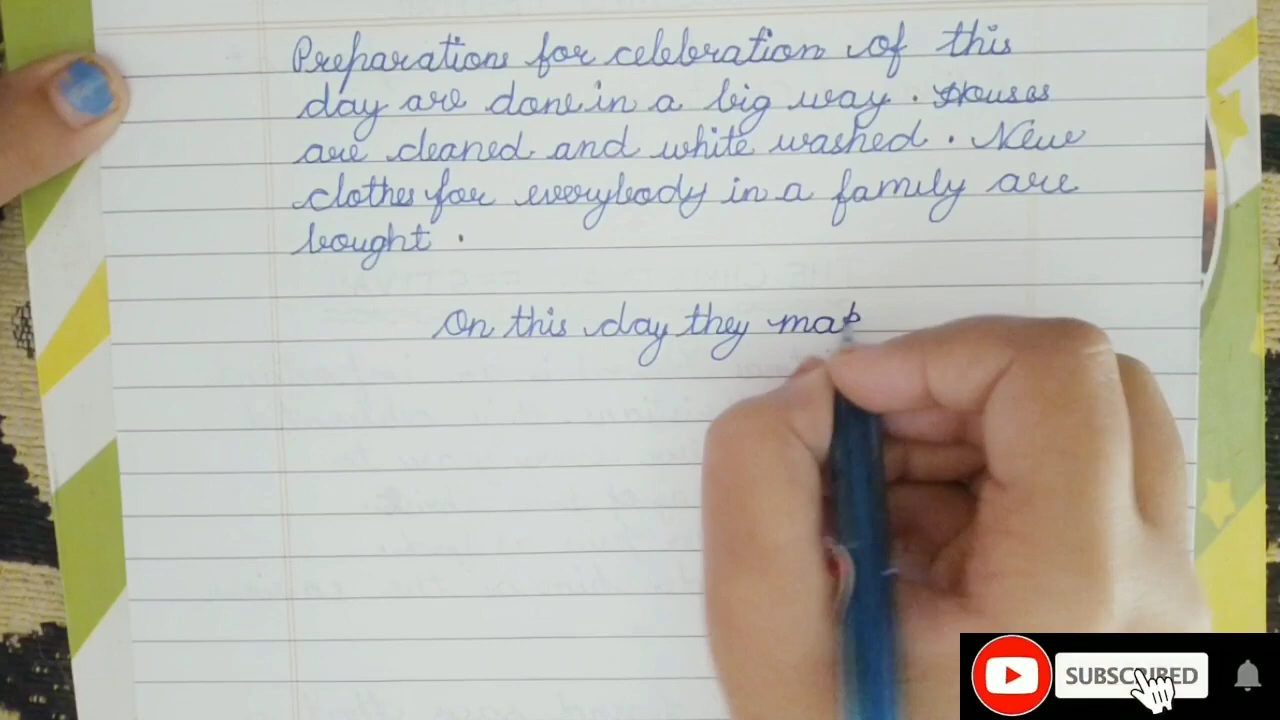 Preparations for celebration of this
day are done in a big way. Houses
are cleaned and white washed. New
clothes for everybody in a family are
bought.
On this day they
SUBSCRIBED